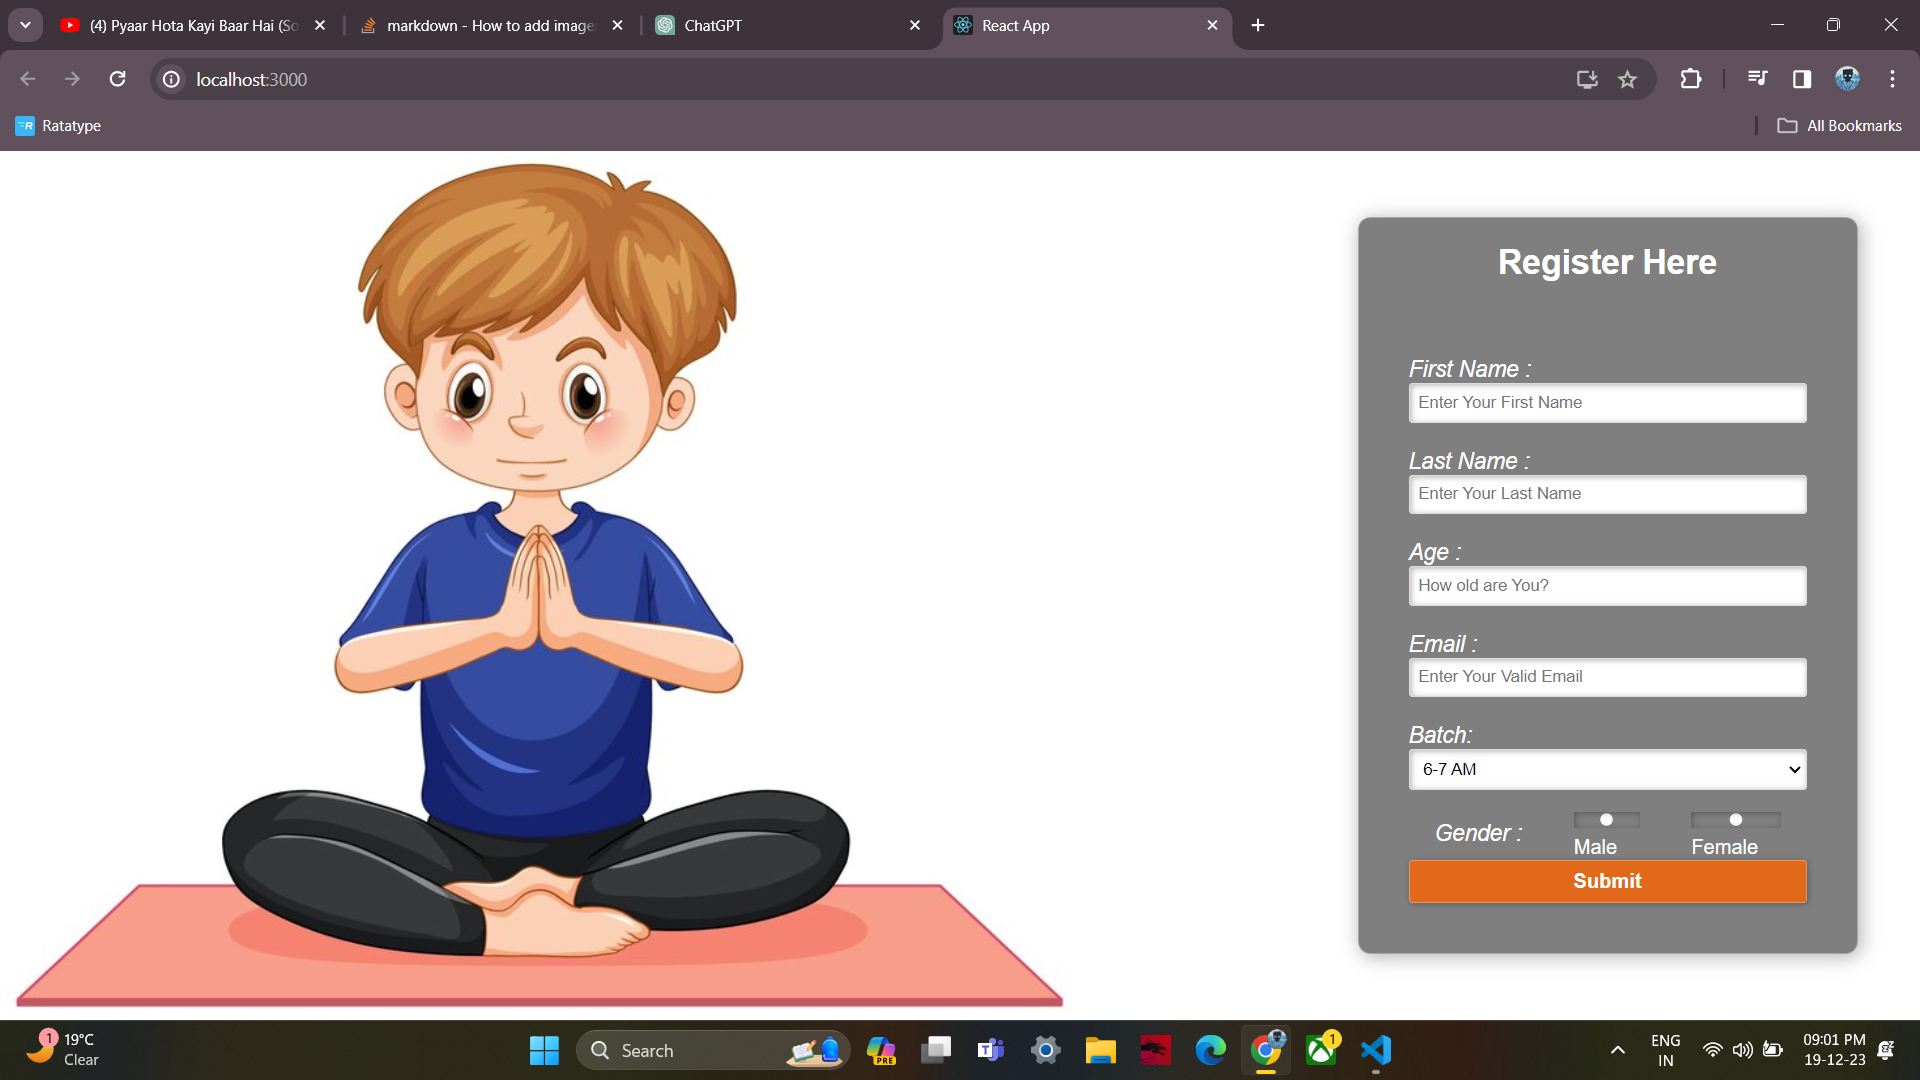 (4) Pyaar Hota Kayi Baar Hai (So
markdown - How to add image
ChatGPT
React App
localhost:3000
Ratatype
All Bookmarks
Register Here
First Name :
Enter Your First Name
Last Name :
Enter Your Last Name
Age :
How old are You?
Email :
Enter Your Valid Email
Batch:
6-7 AM
Gender :
Male
Female
Submit
1
19°C
Clear
Search
PRE
1
ENG
IN
09:01 PM
19-12-23